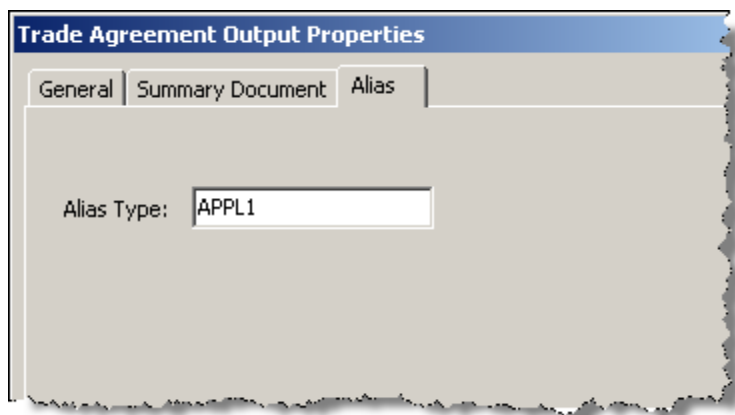 Trade Agreement Output Properties
General Summary Document Alias
Alias Type: APPL1